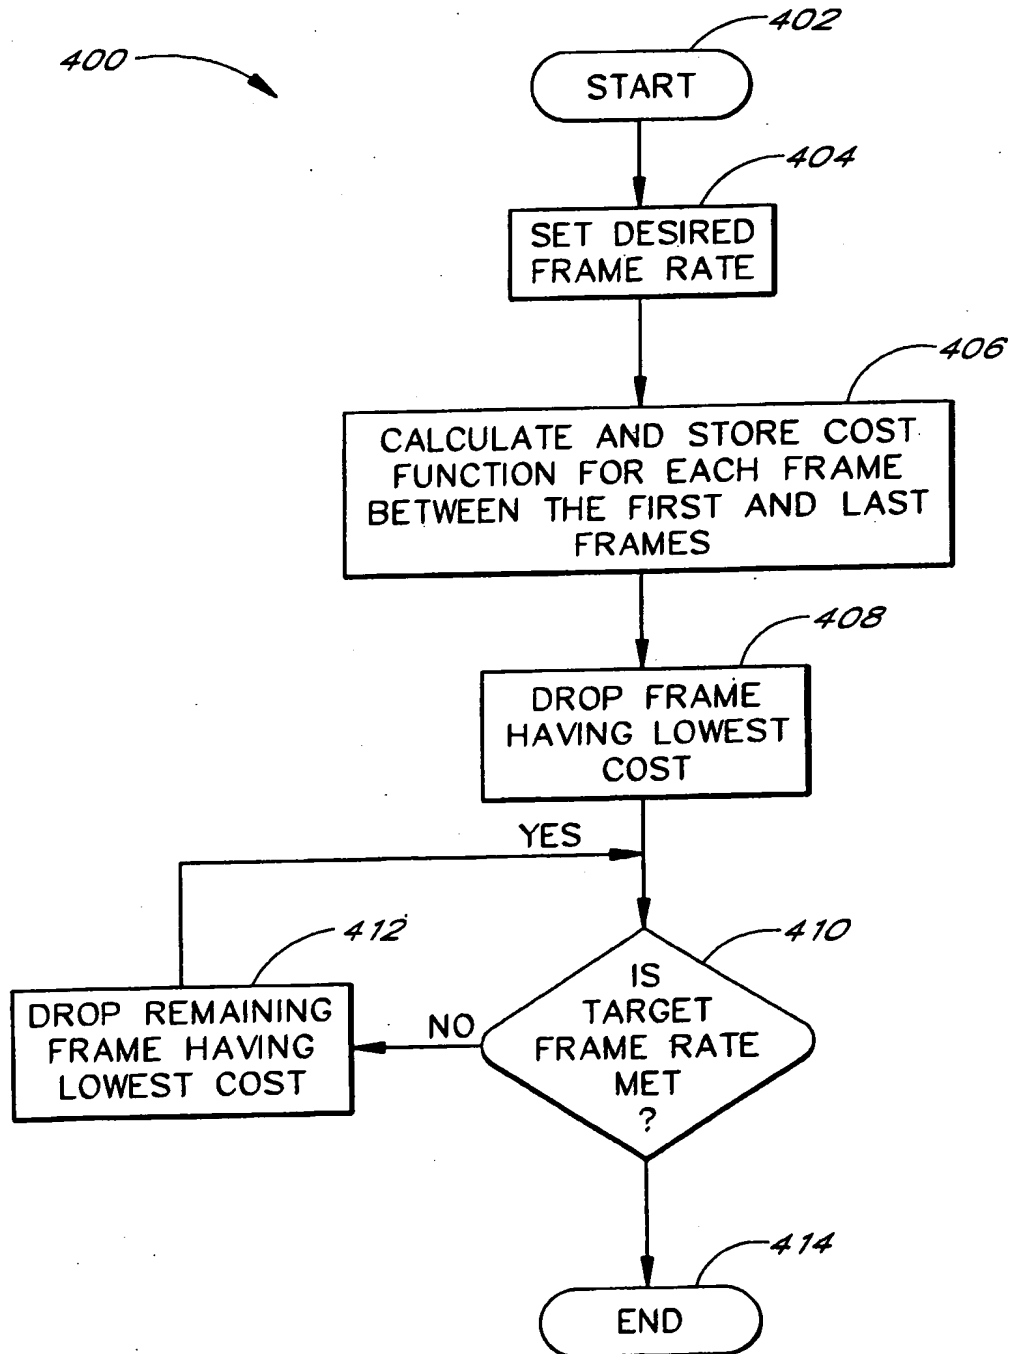 400
402
START
404
SET DESIRED
FRAME RATE
406
CALCULATE AND STORE COST
FUNCTION FOR EACH FRAME
BETWEEN THE FIRST AND LAST
FRAMES
408
DROP FRAME
HAVING LOWEST
COST
YES
412
DROP REMAINING
FRAME HAVING
LOWEST COST
NO
410
IS
TARGET
FRAME RATE
MET
?
414
END